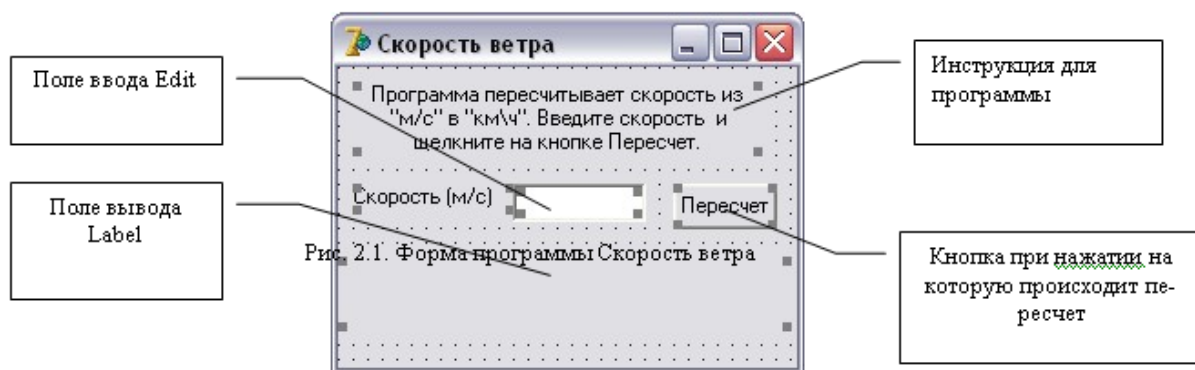 Скорость ветра
Поле ввода Edit
Инструкция для
программы
Программа пересчитывает скорость из
"м/с" в "км\ч". Введите скорость и
щелкните на кнопке Пересчет.
Поле вывода
Label
Скорость (м/с)
Пересчет
Рис. 2.1. Форма программы Скорость ветра
Кнопка при нажатии на
которую происходит пе-
ресчет